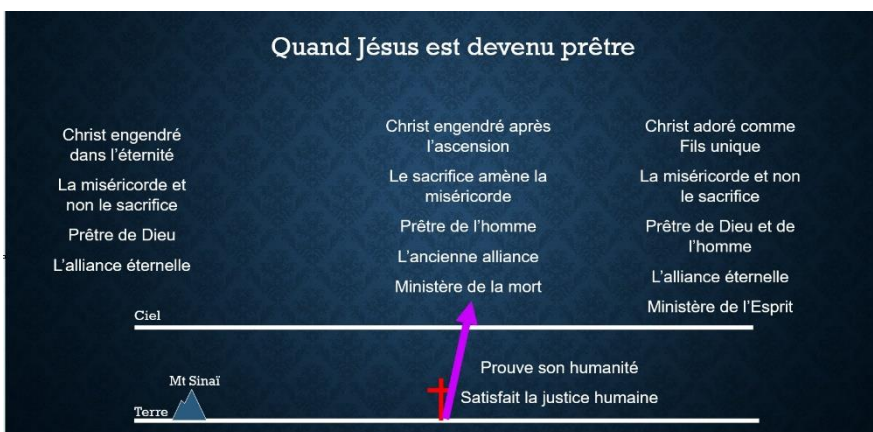 Quand Jésus est devenu prêtre
Christ engendré
dans l'éternité
La miséricorde et
non le sacrifice
Prêtre de Dieu
L'alliance éternelle
Christ engendré après
l'ascension
Le sacrifice amène la
miséricorde
Prêtre de l'homme
L'ancienne alliance
Ministère de la mort
Christ adoré comme
Fils unique
La miséricorde et non
le sacrifice
Prêtre de Dieu et de
l'homme
L'alliance éternelle
Ministère de l'Esprit
Ciel
Prouve son humanité
Mt Sinaï
Satisfait la justice humaine
Terre